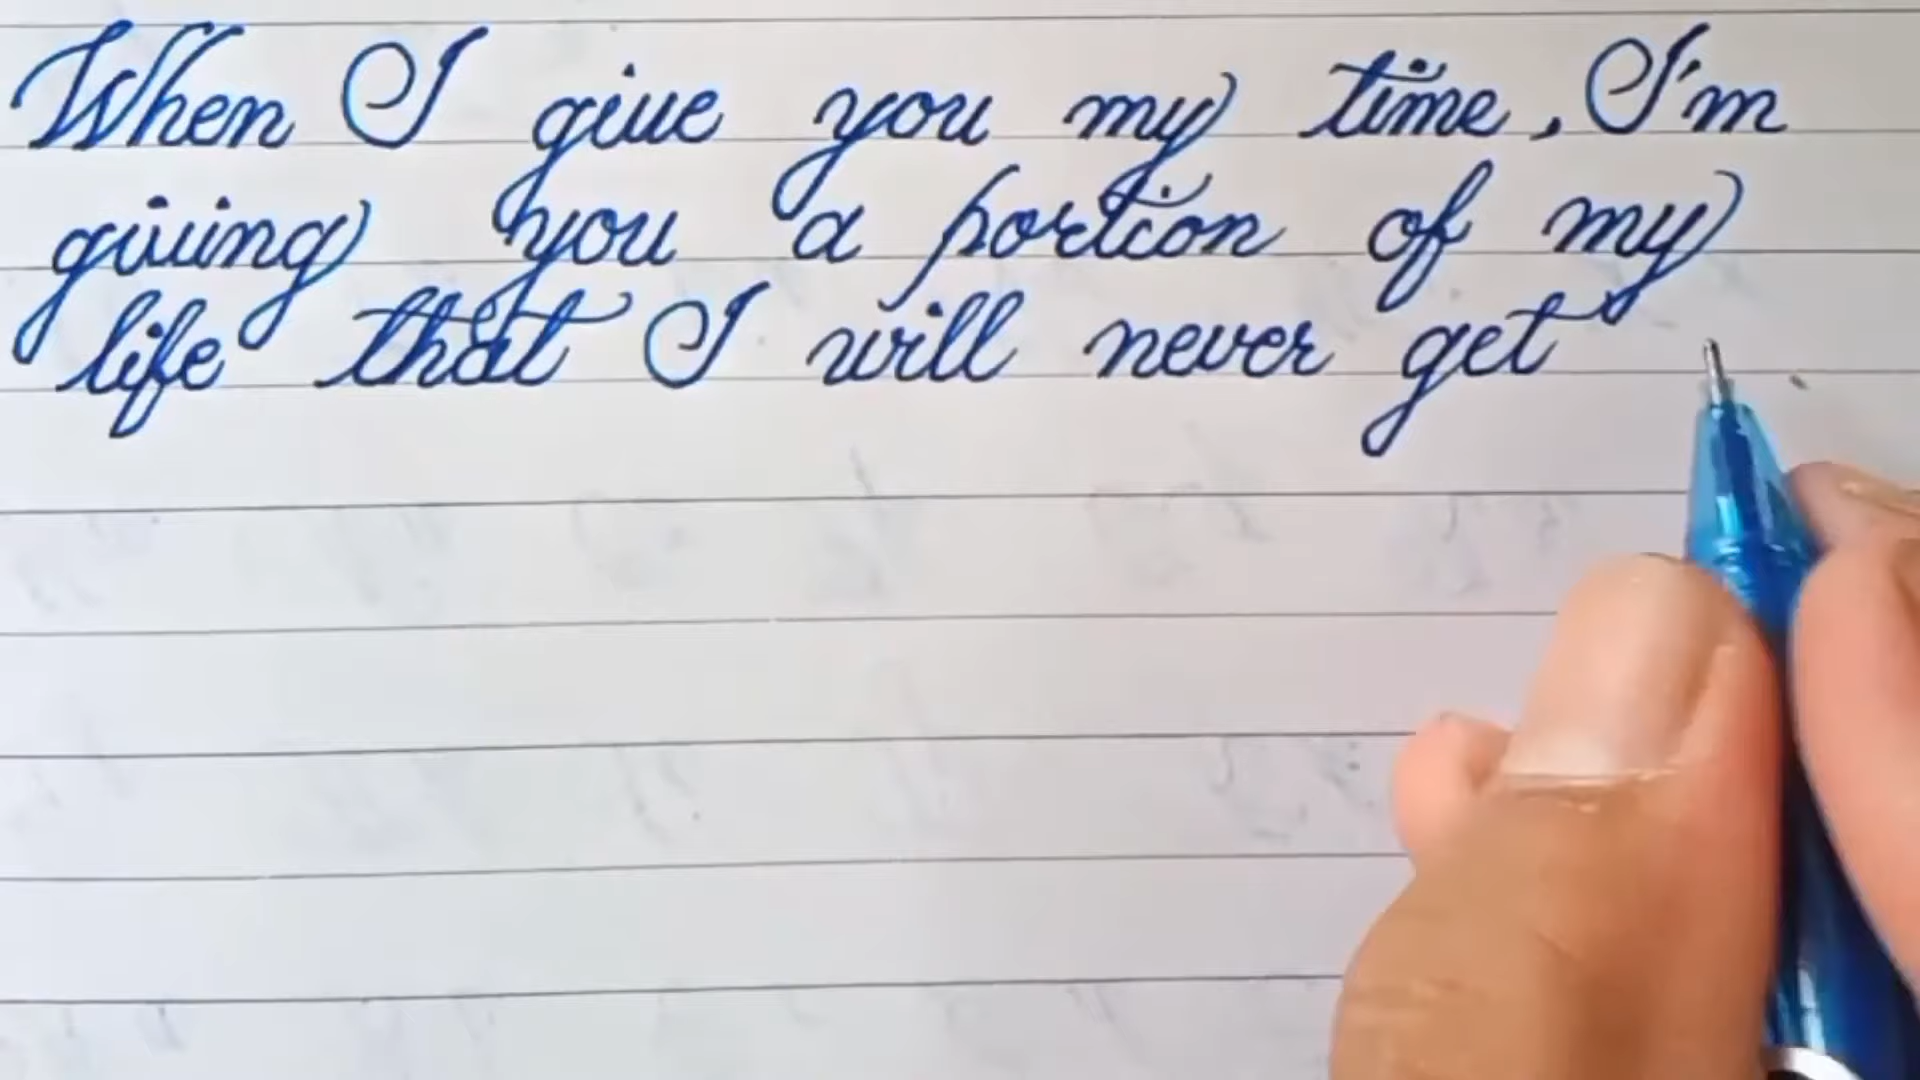 When I give you my time, I'm
giving you a portion of my
life that I will never get